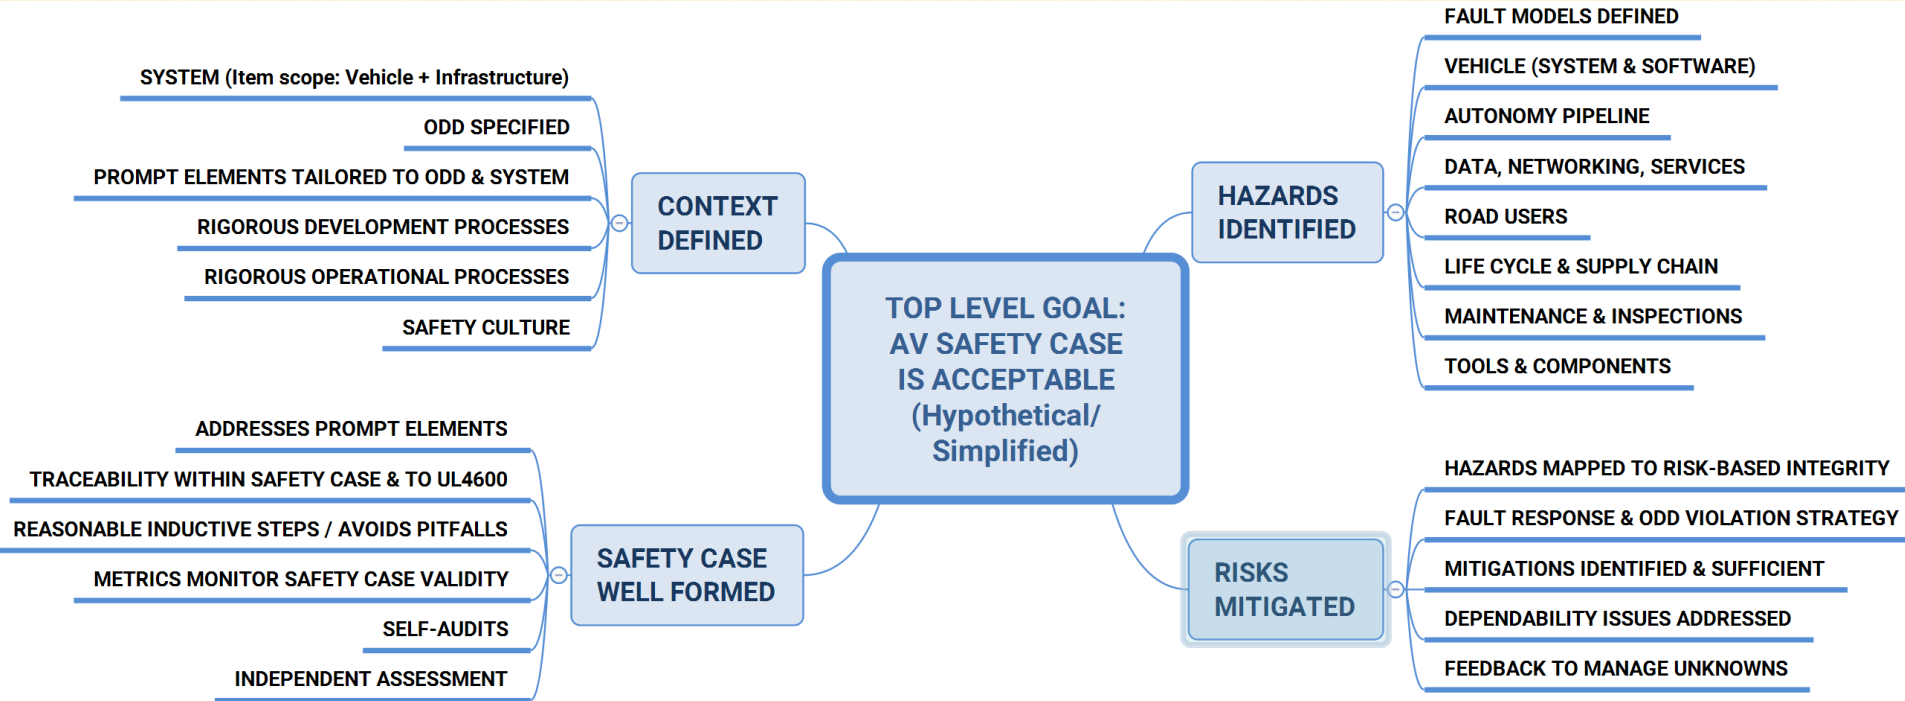 SYSTEM (Item scope: Vehicle + Infrastructure)
ODD SPECIFIED
PROMPT ELEMENTS TAILORED TO ODD & SYSTEM
RIGOROUS DEVELOPMENT PROCESSES
RIGOROUS OPERATIONAL PROCESSES
SAFETY CULTURE
CONTEXT
DEFINED
ADDRESSES PROMPT ELEMENTS
TRACEABILITY WITHIN SAFETY CASE & TO UL4600
REASONABLE INDUCTIVE STEPS / AVOIDS PITFALLS
METRICS MONITOR SAFETY CASE VALIDITY
SELF-AUDITS
INDEPENDENT ASSESSMENT
SAFETY CASE
WELL FORMED
TOP LEVEL GOAL:
AV SAFETY CASE
IS ACCEPTABLE
(Hypothetical/
Simplified)
HAZARDS
IDENTIFIED
FAULT MODELS DEFINED
VEHICLE (SYSTEM & SOFTWARE)
AUTONOMY PIPELINE
DATA, NETWORKING, SERVICES
ROAD USERS
LIFE CYCLE & SUPPLY CHAIN
MAINTENANCE & INSPECTIONS
TOOLS & COMPONENTS
RISKS
MITIGATED
HAZARDS MAPPED TO RISK-BASED INTEGRITY
FAULT RESPONSE & ODD VIOLATION STRATEGY
MITIGATIONS IDENTIFIED & SUFFICIENT
DEPENDABILITY ISSUES ADDRESSED
FEEDBACK TO MANAGE UNKNOWNS